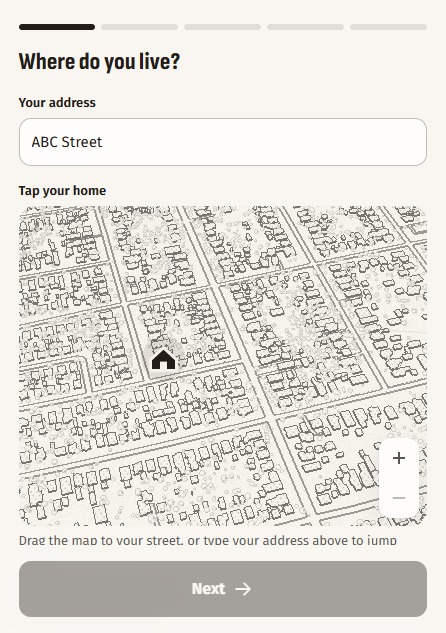 Where do you live?
Your address
ABC Street
Tap your home
+
−
Drag the map to your street, or type your address above to jump
Next →